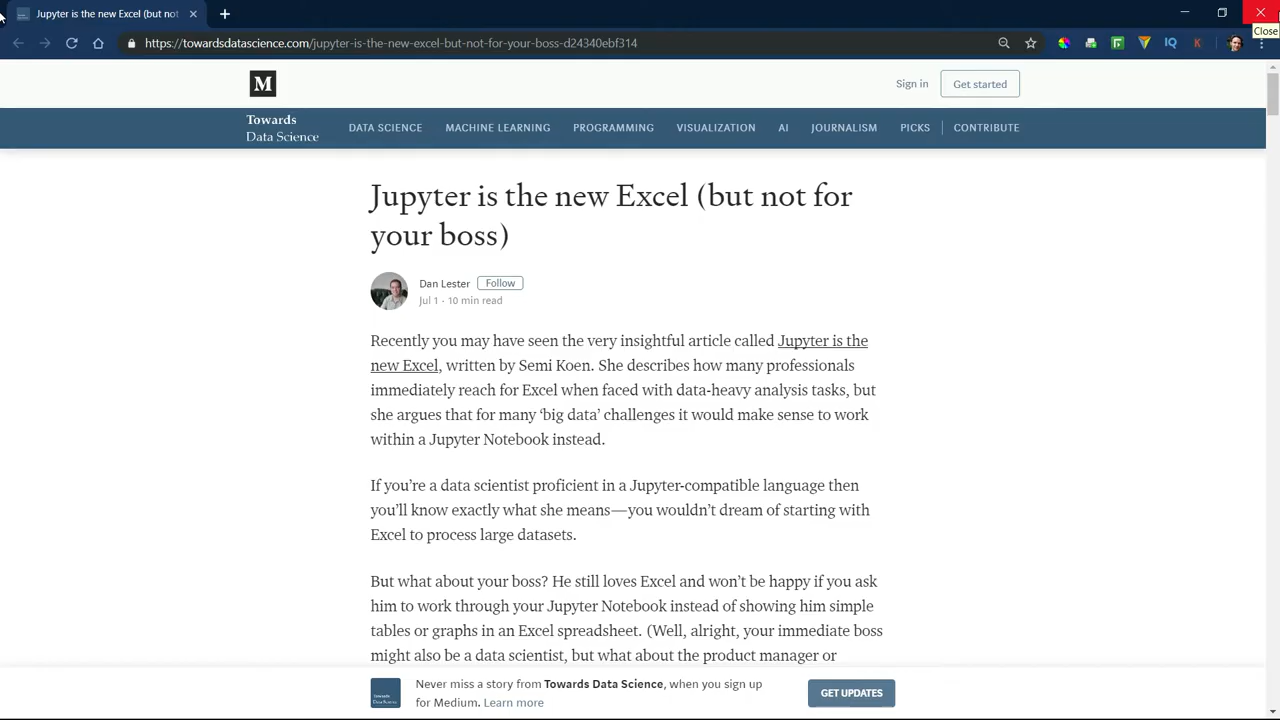 Jupyter is the new Excel (but not
https://towardsdatascience.com/jupyter-is-the-new-excel-but-not-for-your-boss-d24340ebf314
IQ
K
Close
M
Sign in
Get started
Towards
Data Science
DATA SCIENCE
MACHINE LEARNING
PROGRAMMING
VISUALIZATION
AI
JOURNALISM
PICKS
CONTRIBUTE
Jupyter is the new Excel (but not for
your boss)
Dan Lester
Follow
Jul 1 · 10 min read
Recently you may have seen the very insightful article called Jupyter is the
new Excel, written by Semi Koen. She describes how many professionals
immediately reach for Excel when faced with data-heavy analysis tasks, but
she argues that for many ‘big data’ challenges it would make sense to work
within a Jupyter Notebook instead.
If you’re a data scientist proficient in a Jupyter-compatible language then
you’ll know exactly what she means—you wouldn’t dream of starting with
Excel to process large datasets.
But what about your boss? He still loves Excel and won’t be happy if you ask
him to work through your Jupyter Notebook instead of showing him simple
tables or graphs in an Excel spreadsheet. (Well, alright, your immediate boss
might also be a data scientist, but what about the product manager or
Never miss a story from Towards Data Science, when you sign up
for Medium. Learn more
GET UPDATES